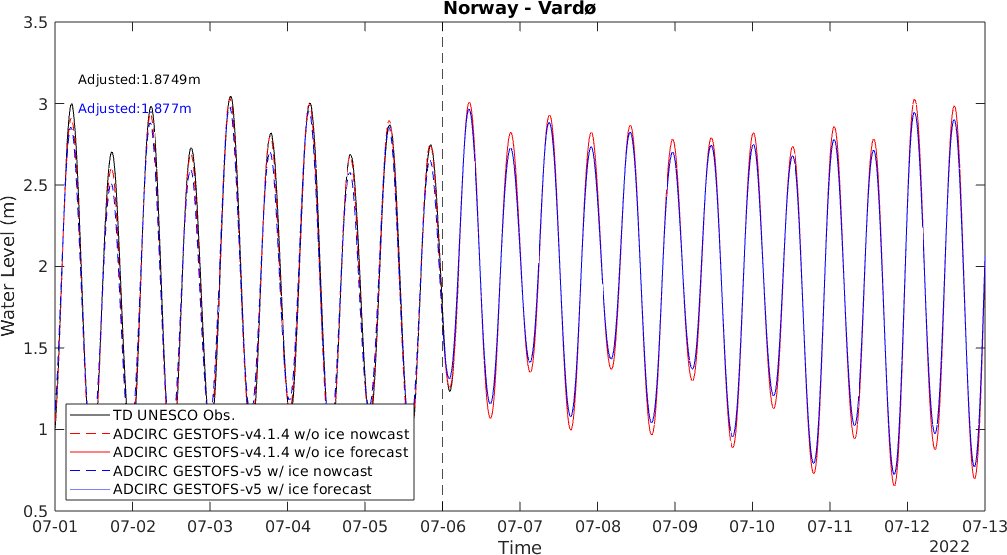 Norway - Vardø
Water Level (m)
3.5
3
2.5
2
1.5
1
0.5
Adjusted:1.8749m
Adjusted:1.877m
TD UNESCO Obs.
ADCIRC GESTOFS-v4.1.4 w/o ice nowcast
ADCIRC GESTOFS-v4.1.4 w/o ice forecast
ADCIRC GESTOFS-v5 w/ ice nowcast
ADCIRC GESTOFS-v5 w/ ice forecast
07-01 07-02 07-03 07-04 07-05 07-06 07-07 07-08 07-09 07-10 07-11 07-12 07-13
Time
2022